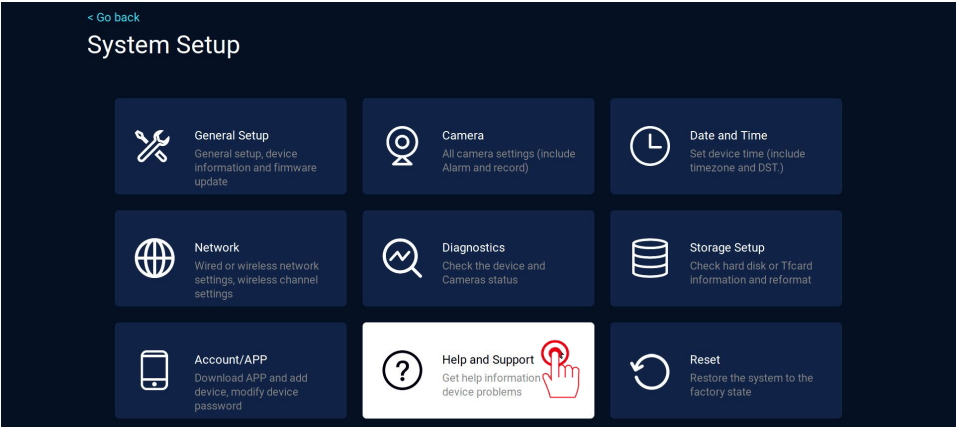 < Go back
System Setup
General Setup
General setup, device
information and firmware
update
Camera
All camera settings (include
Alarm and record)
Date and Time
Set device time (include
timezone and DST.)
Network
Wired or wireless network
settings, wireless channel
settings
Diagnostics
Check the device and
Cameras status
Storage Setup
Check hard disk or Tfcard
information and reformat
Account/APP
Download APP and add
device, modify device
password
Help and Support
Get help information
device problems
Reset
Restore the system to the
factory state